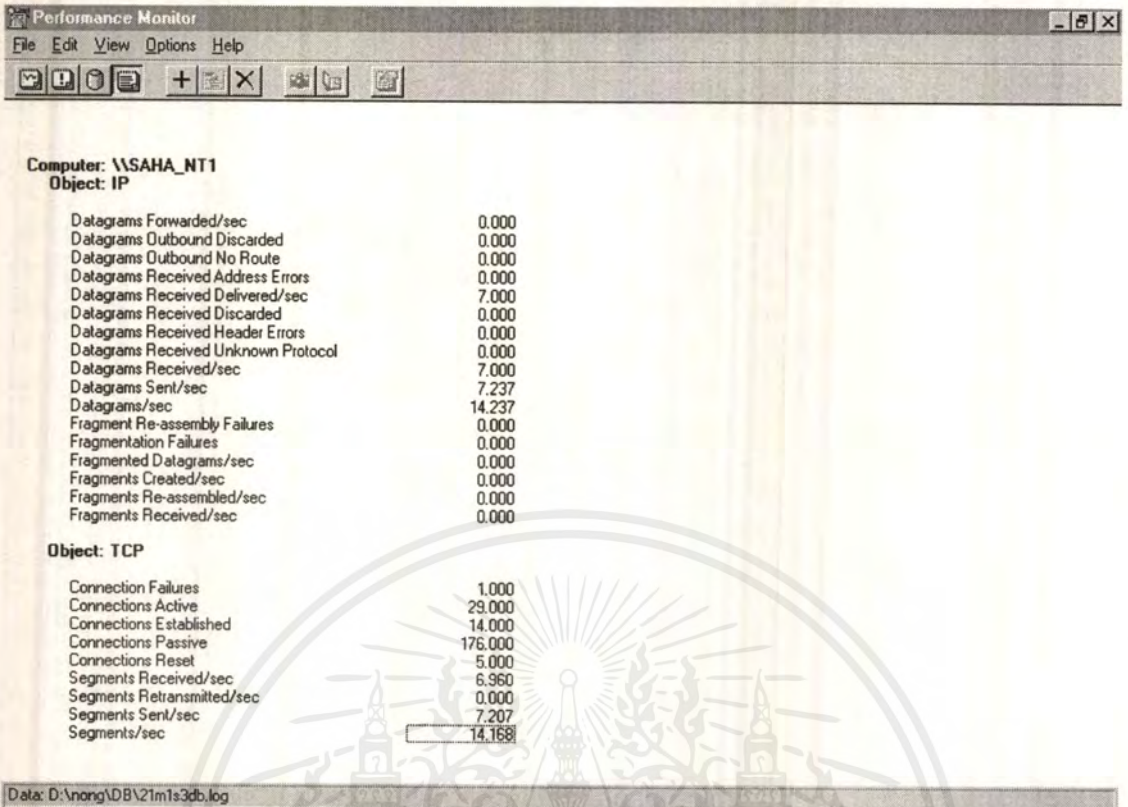 Performance Monitor
File Edit View Options Help
Computer: \\SAHA_NT1
Object: IP
Datagrams Forwarded/sec 0.000
Datagrams Outbound Discarded 0.000
Datagrams Outbound No Route 0.000
Datagrams Received Address Errors 0.000
Datagrams Received Delivered/sec 7.000
Datagrams Received Discarded 0.000
Datagrams Received Header Errors 0.000
Datagrams Received Unknown Protocol 0.000
Datagrams Received/sec 7.000
Datagrams Sent/sec 7.237
Datagrams/sec 14.237
Fragment Re-assembly Failures 0.000
Fragmentation Failures 0.000
Fragmented Datagrams/sec 0.000
Fragments Created/sec 0.000
Fragments Re-assembled/sec 0.000
Fragments Received/sec 0.000
Object: TCP
Connection Failures 1.000
Connections Active 29.000
Connections Established 14.000
Connections Passive 176.000
Connections Reset 5.000
Segments Received/sec 6.960
Segments Retransmitted/sec 0.000
Segments Sent/sec 7.207
Segments/sec 14.168
Data: D:\nong\DB\21m1s3db.log